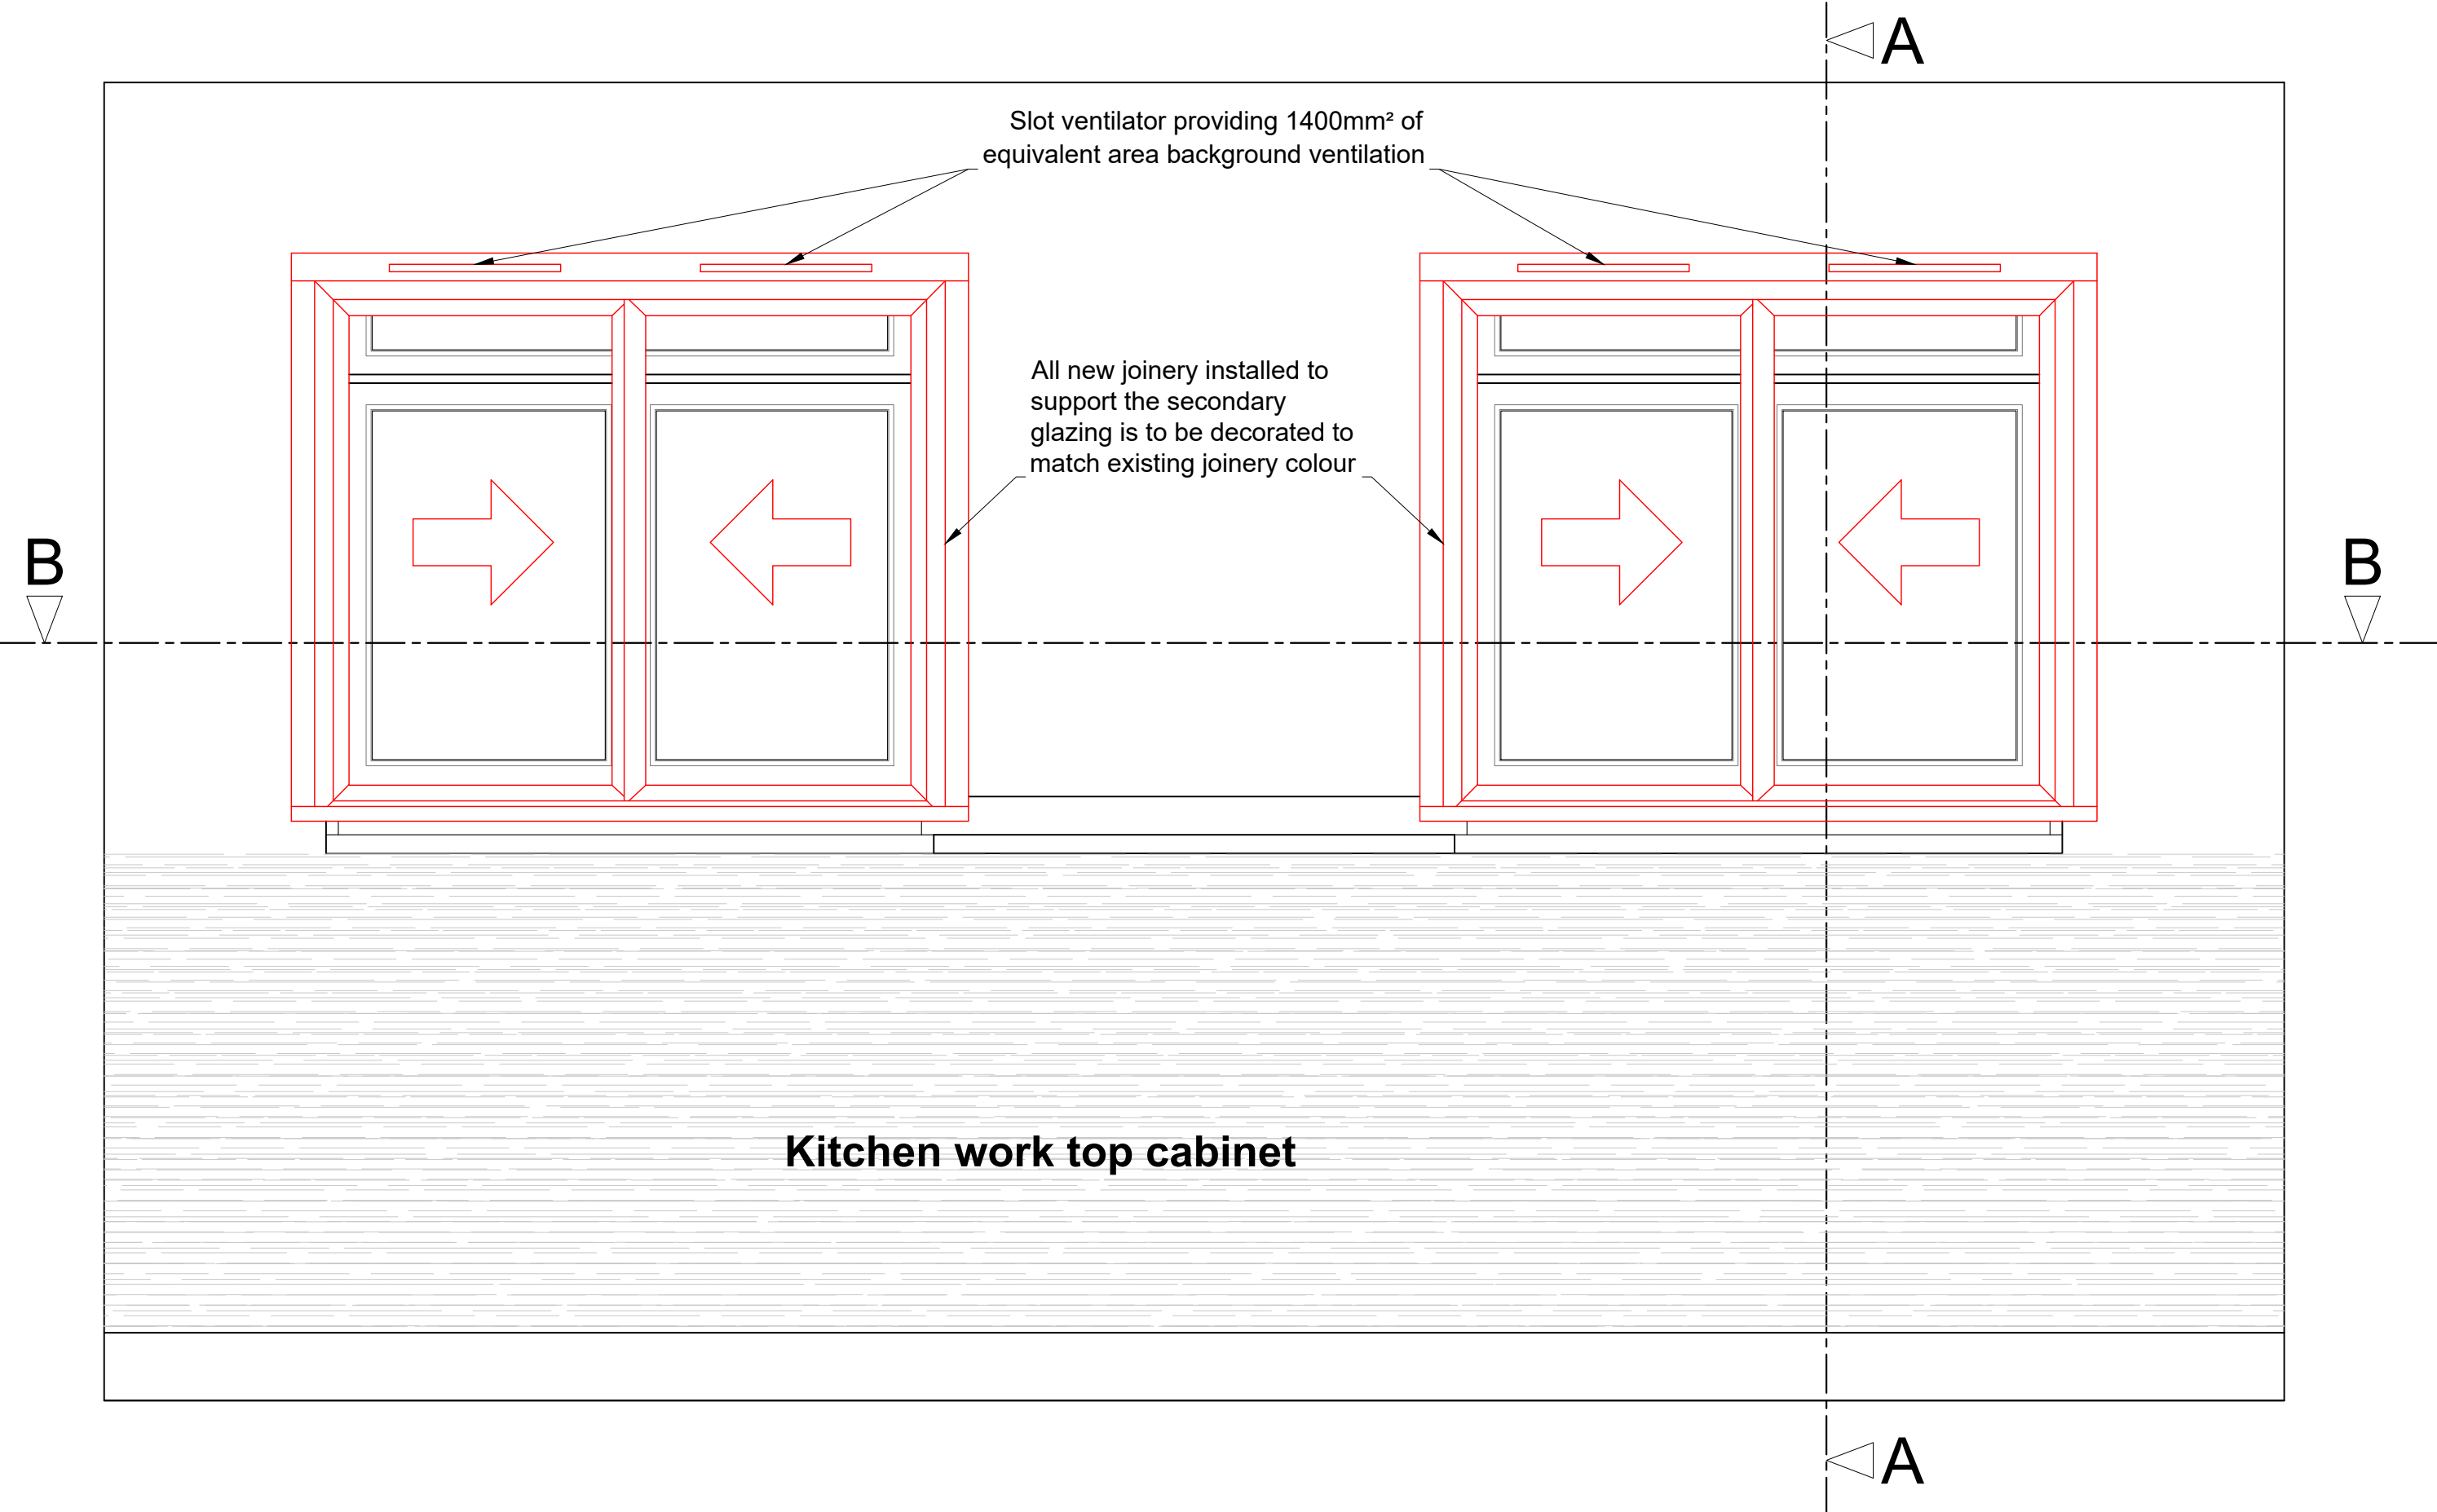 A
Slot ventilator providing 1400mm² of
equivalent area background ventilation
All new joinery installed to
support the secondary
glazing is to be decorated to
match existing joinery colour
B
B
Kitchen work top cabinet
A